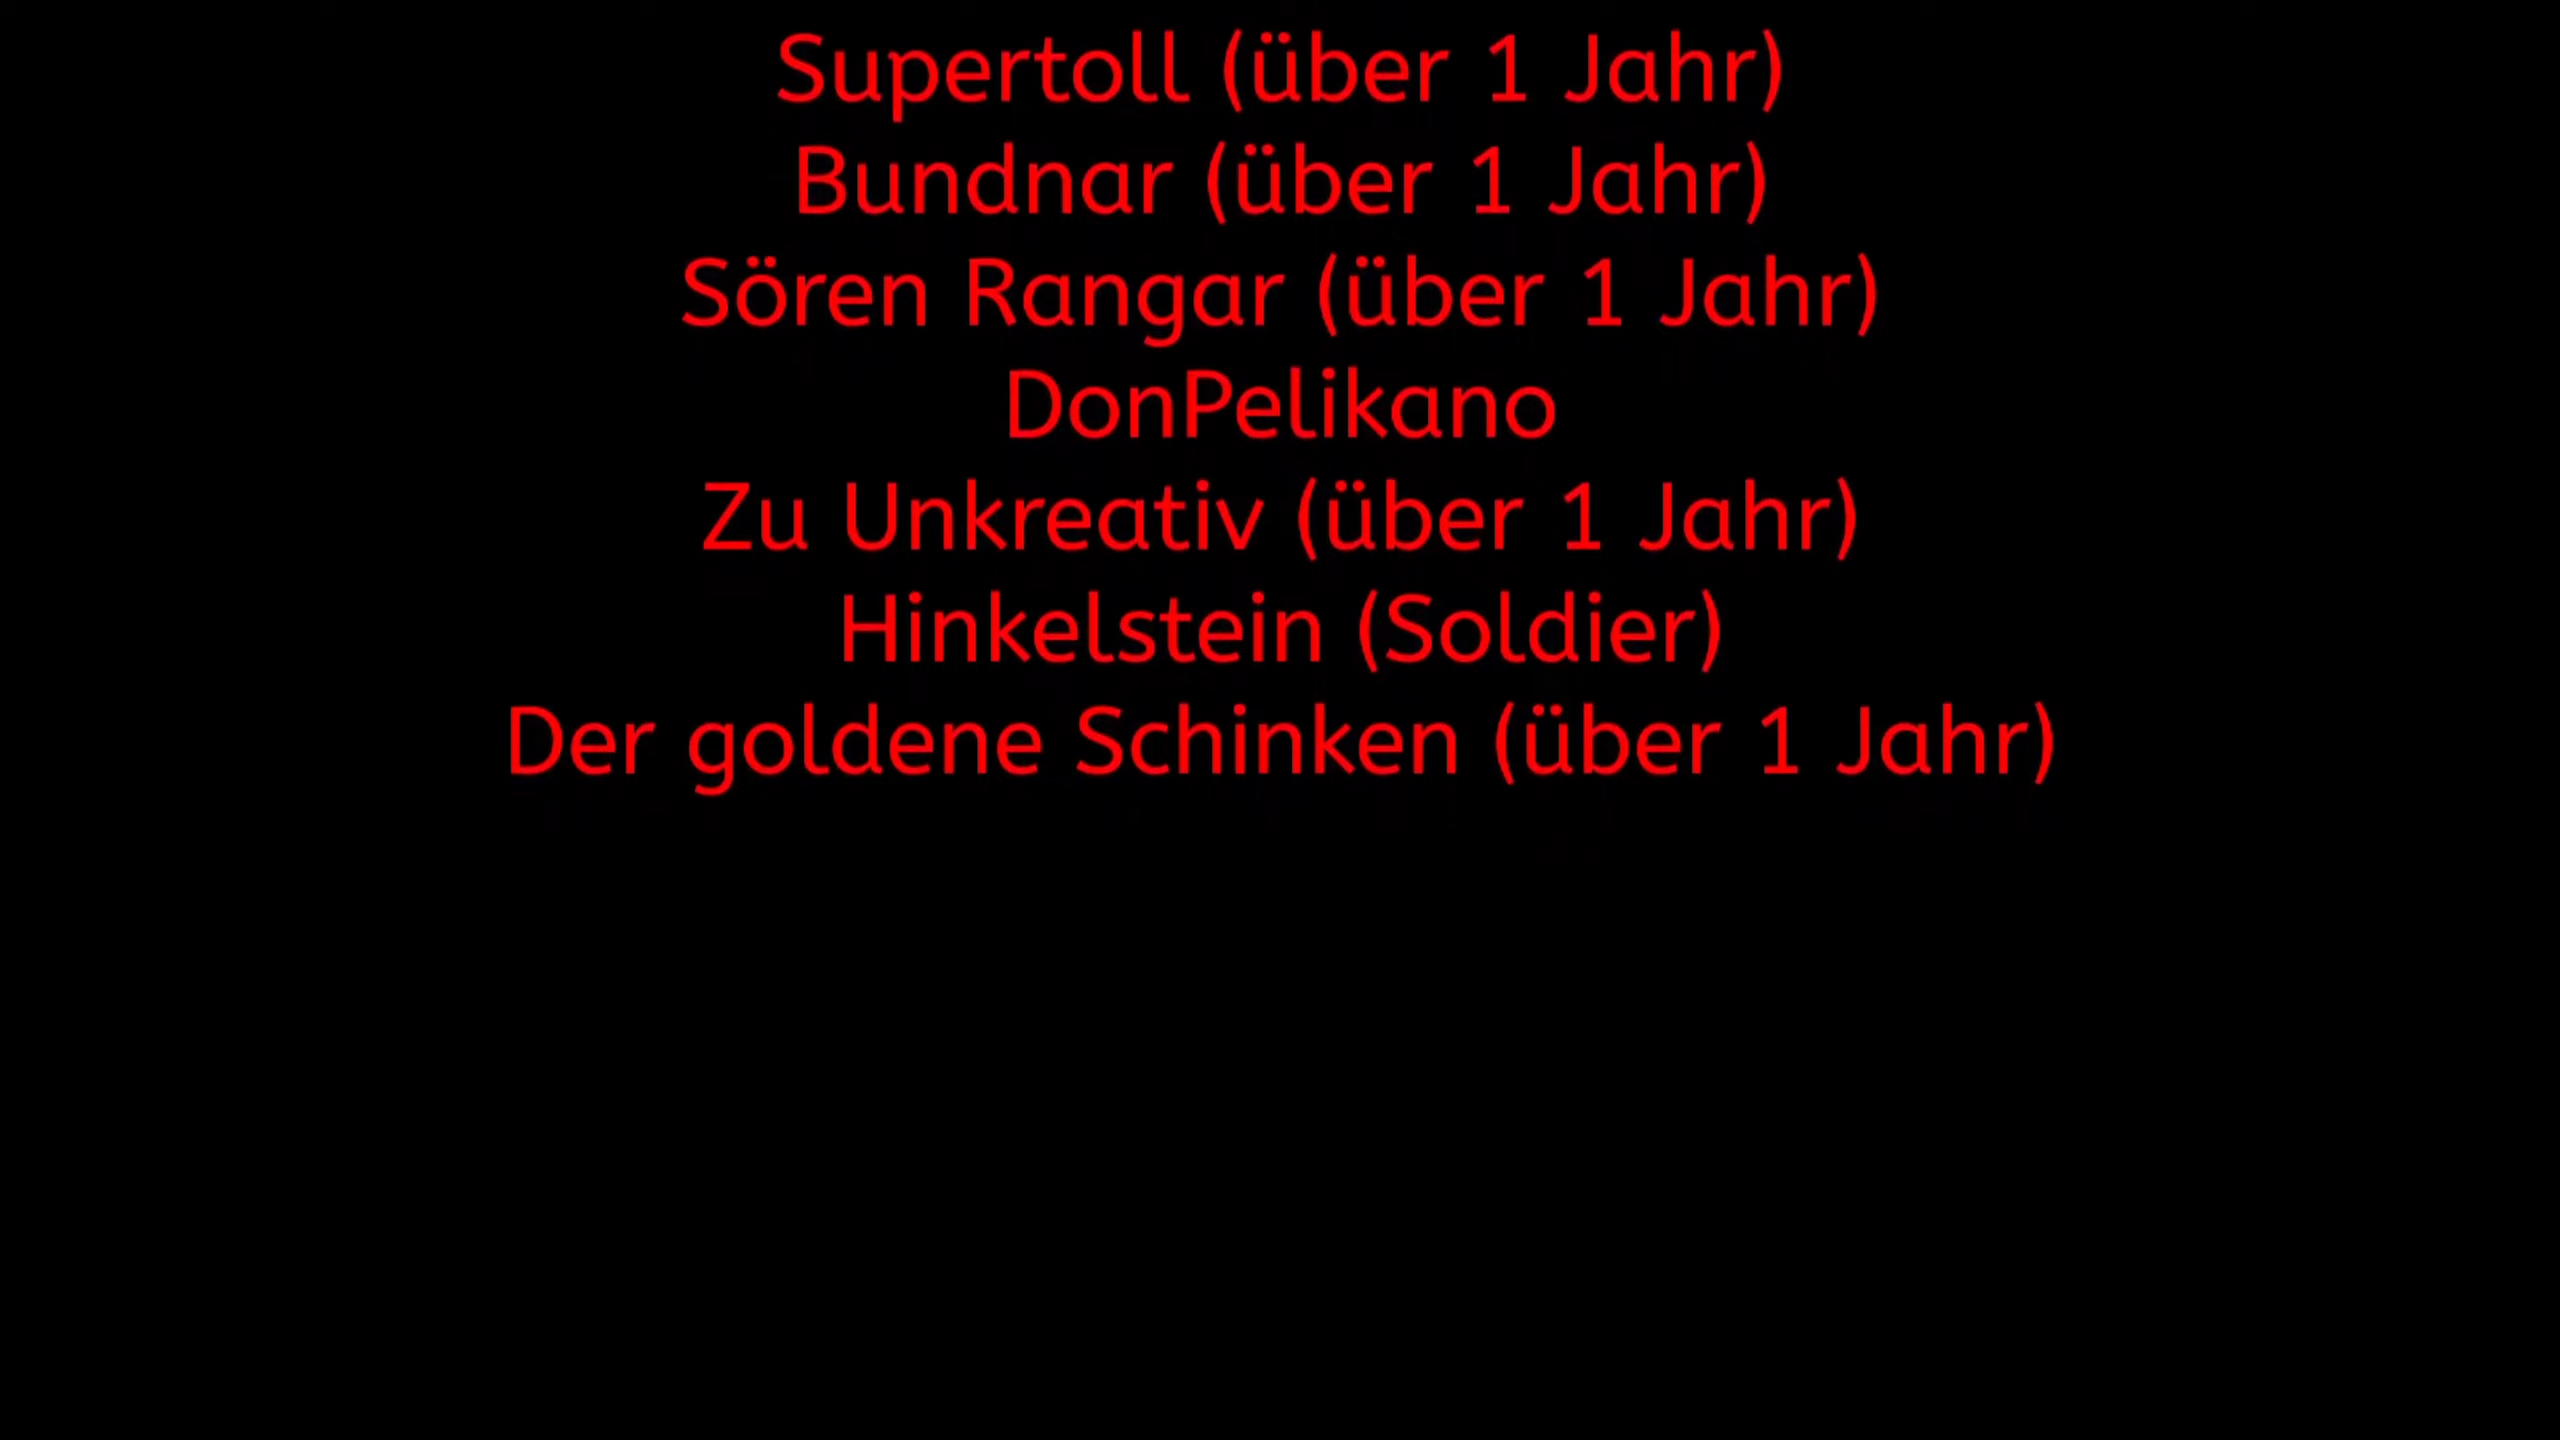 Supertoll (über 1 Jahr)
Bundnar (über 1 Jahr)
Sören Rangar (über 1 Jahr)
DonPelikano
Zu Unkreativ (über 1 Jahr)
Hinkelstein (Soldier)
Der goldene Schinken (über 1 Jahr)